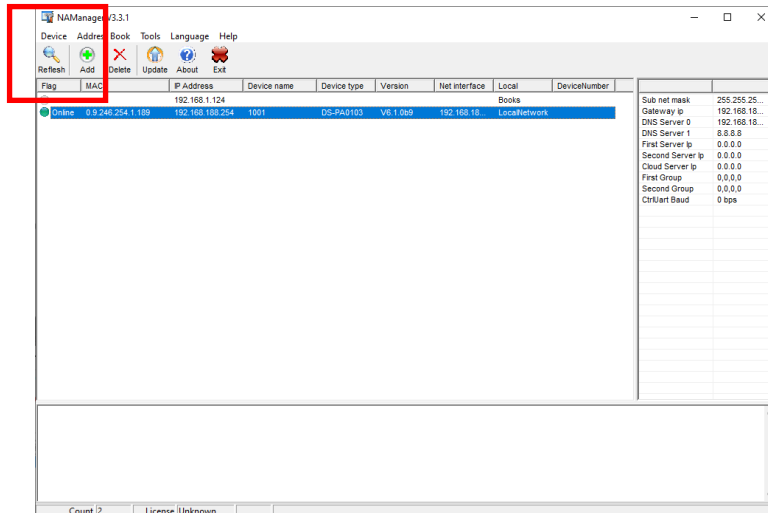 NAManager V3.3.1
Device Address Book Tools Language Help
Reflesh Add Delete Update About Exit
Flag MAC IP Address Device name Device type Version Net interface Local DeviceNumber
192.168.1.124 Books
Online 0.9.246.254.1.189 192.168.188.254 1001 DS-PA0103 V6.1.0b9 192.168.18... LocalNetwork
Sub net mask 255.255.25...
Gateway ip 192.168.18...
DNS Server 0 192.168.18...
DNS Server 1 8.8.8.8
First Server Ip 0.0.0.0
Second Server Ip 0.0.0.0
Cloud Server Ip 0.0.0.0
First Group 0,0,0,0
Second Group 0,0,0,0
CtrlUart Baud 0 bps
Count 2 License Unknown